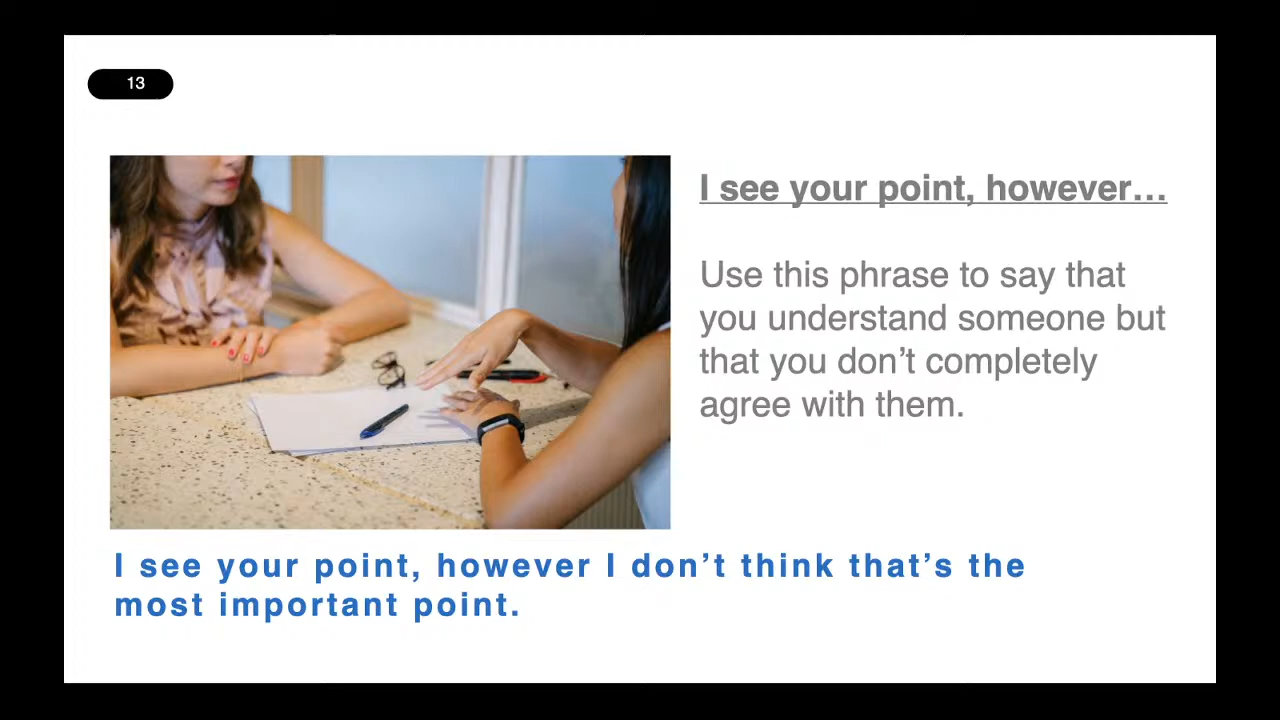 13
I see your point, however…
Use this phrase to say that
you understand someone but
that you don’t completely
agree with them.
I see your point, however I don’t think that’s the
most important point.